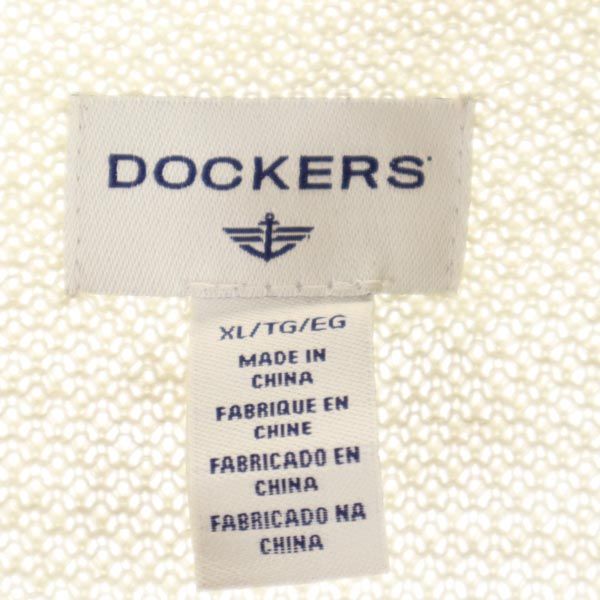 DOCKERS
XL/TG/EG
MADE IN
CHINA
FABRIQUE EN
CHINE
FABRICADO EN
CHINA
FABRICADO NA
CHINA